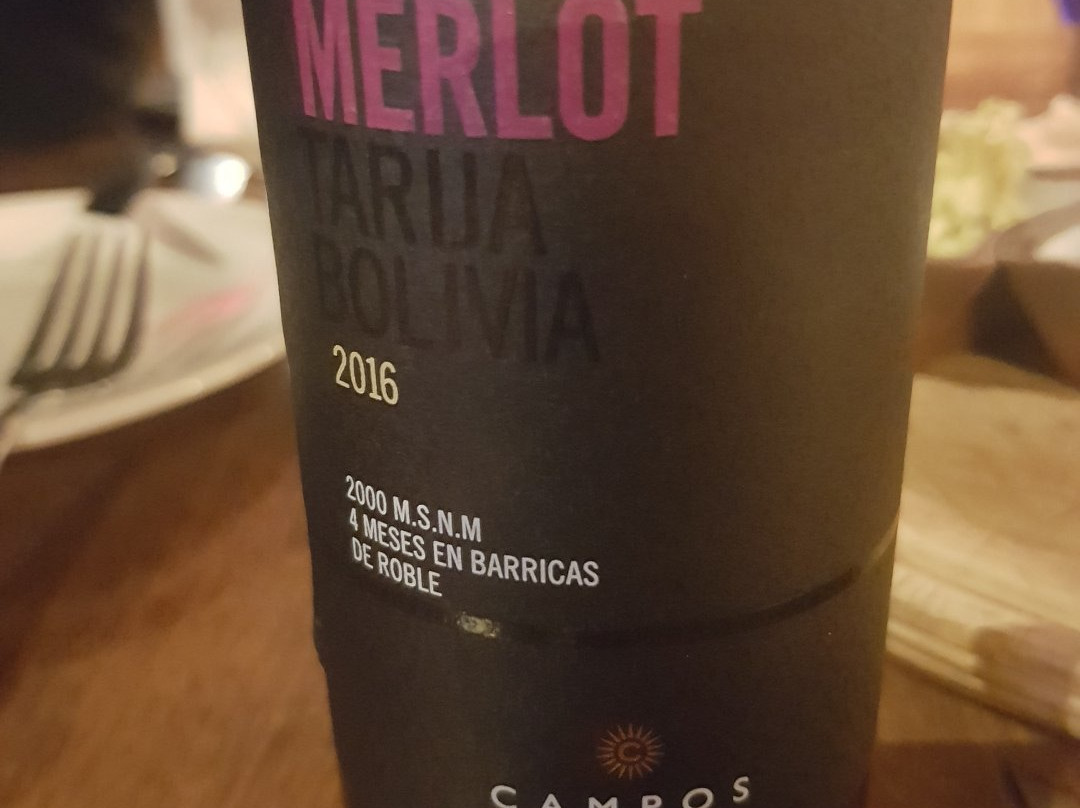 MERLOT
TARIJA
BOLIVIA
2016
2000 M.S.N.M
4 MESES EN BARRICAS
DE ROBLE
C
CAMPOS